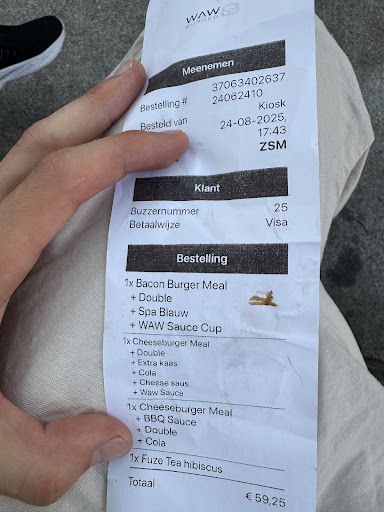 WAW
BURGER
Meenemen
37063402637
Bestelling # 24062410
Kiosk
Besteld van 24-08-2025,
17:43
ZSM
Klant
Buzzernummer 25
Betaalwijze Visa
Bestelling
1x Bacon Burger Meal
+ Double
+ Spa Blauw
+ WAW Sauce Cup
1x Cheeseburger Meal
+ Double
+ Extra kaas
+ Cola
+ Cheese saus
+ Waw Sauce
1x Cheeseburger Meal
+ BBQ Sauce
+ Double
+ Cola
1x Fuze Tea hibiscus
Totaal
€ 59,25